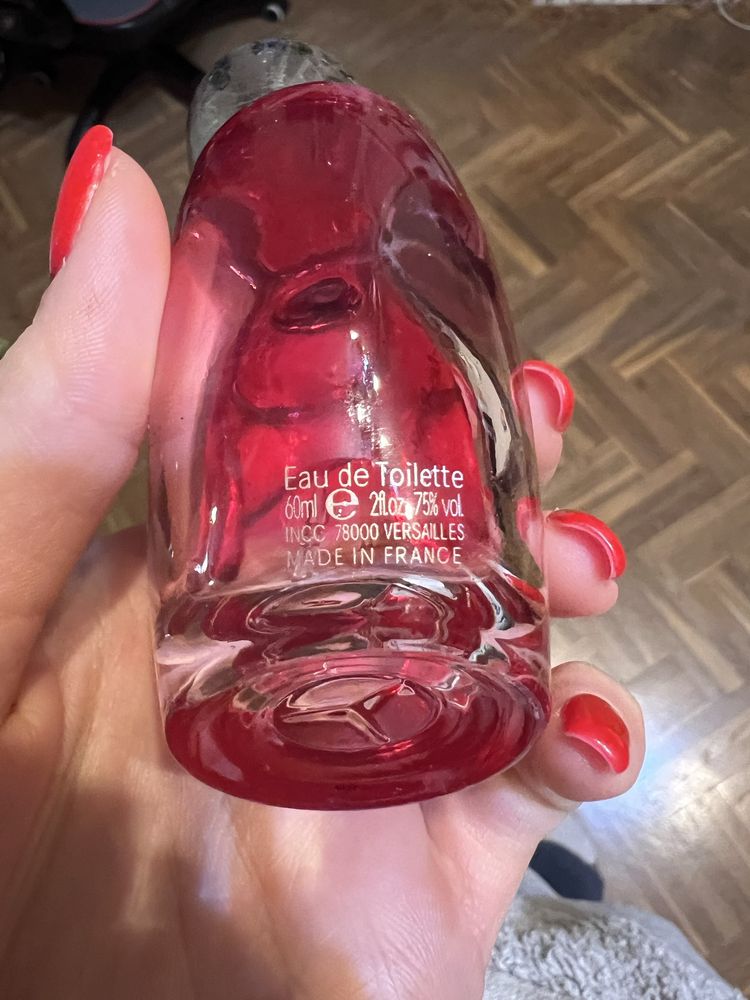 Eau de Toilette
60ml ℮ 2fl.oz. 75% vol.
INCC 78000 VERSAILLES
MADE IN FRANCE